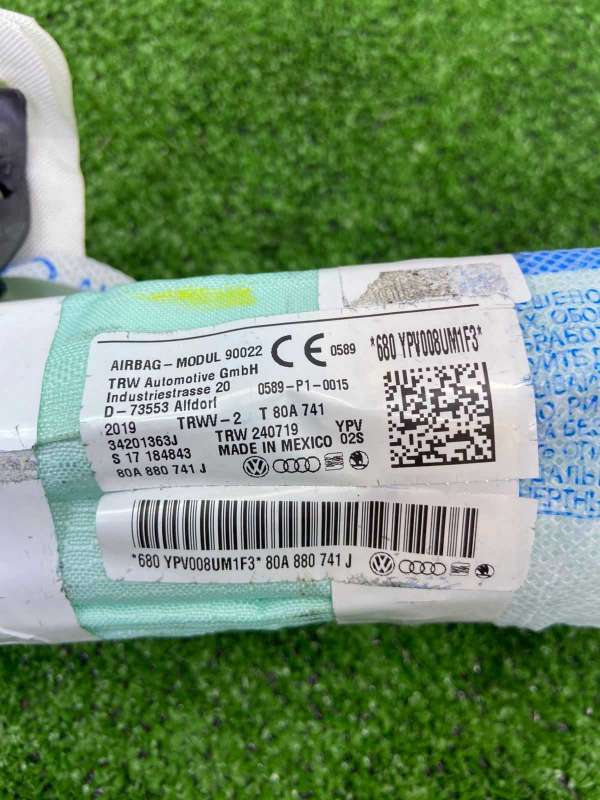 AIRBAG-MODUL 90022 CE 0589
TRW Automotive GmbH
Industriestrasse 20 0589-P1-0015
D-73553 Alfdorf
2019 TRWV-2 T 80A 741
34201363J TRW 240719 YPV
S 17 184843 MADE IN MEXICO 02S
80A 880 741 J
*680 YPV008UM1F3*
*680 YPV008UM1F3* 80A 880 741 J